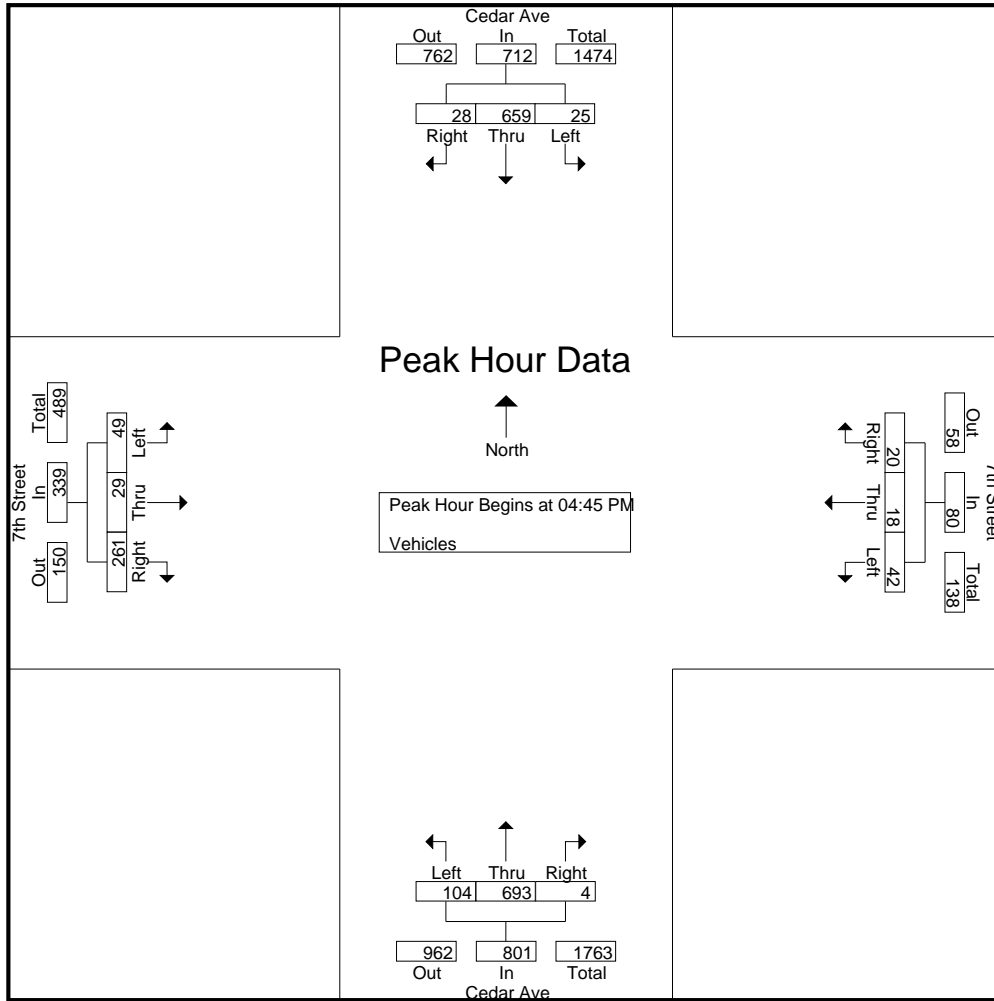 Cedar Ave
Out In Total
762 712 1474
28 659 25
Right Thru Left
Peak Hour Data
North
Peak Hour Begins at 04:45 PM
Vehicles
7th Street
Total In Out
489 339 150
49 29 261
Left Thru Right
Right Thru Left
20 18 42
Out In Total
58 80 138
7th Street
Left Thru Right
104 693 4
962 801 1763
Out In Total
Cedar Ave